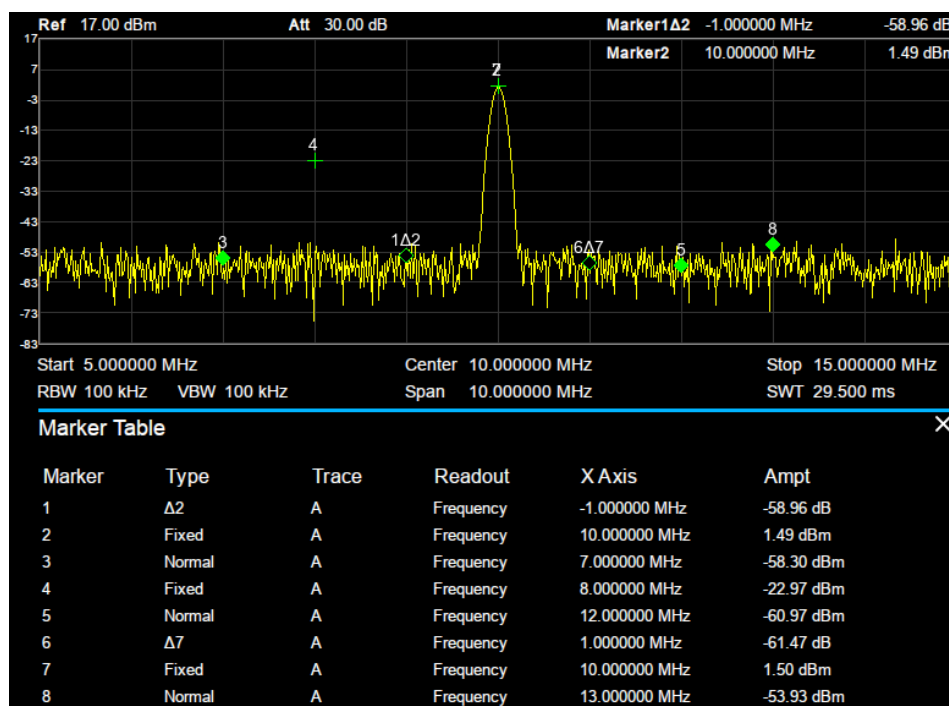 Ref 17.00 dBm Att 30.00 dB Marker1Δ2 -1.000000 MHz -58.96 dB
Marker2 10.000000 MHz 1.49 dBm
17
7
-3
-13
-23
-33
-43
-53
-63
-73
-83
4
3
1Δ2
6Δ7
5
8
Start 5.000000 MHz Center 10.000000 MHz Stop 15.000000 MHz
RBW 100 kHz VBW 100 kHz Span 10.000000 MHz SWT 29.500 ms
Marker Table
Marker Type Trace Readout X Axis Ampt
1 Δ2 A Frequency -1.000000 MHz -58.96 dB
2 Fixed A Frequency 10.000000 MHz 1.49 dBm
3 Normal A Frequency 7.000000 MHz -58.30 dBm
4 Fixed A Frequency 8.000000 MHz -22.97 dBm
5 Normal A Frequency 12.000000 MHz -60.97 dBm
6 Δ7 A Frequency 1.000000 MHz -61.47 dB
7 Fixed A Frequency 10.000000 MHz 1.50 dBm
8 Normal A Frequency 13.000000 MHz -53.93 dBm